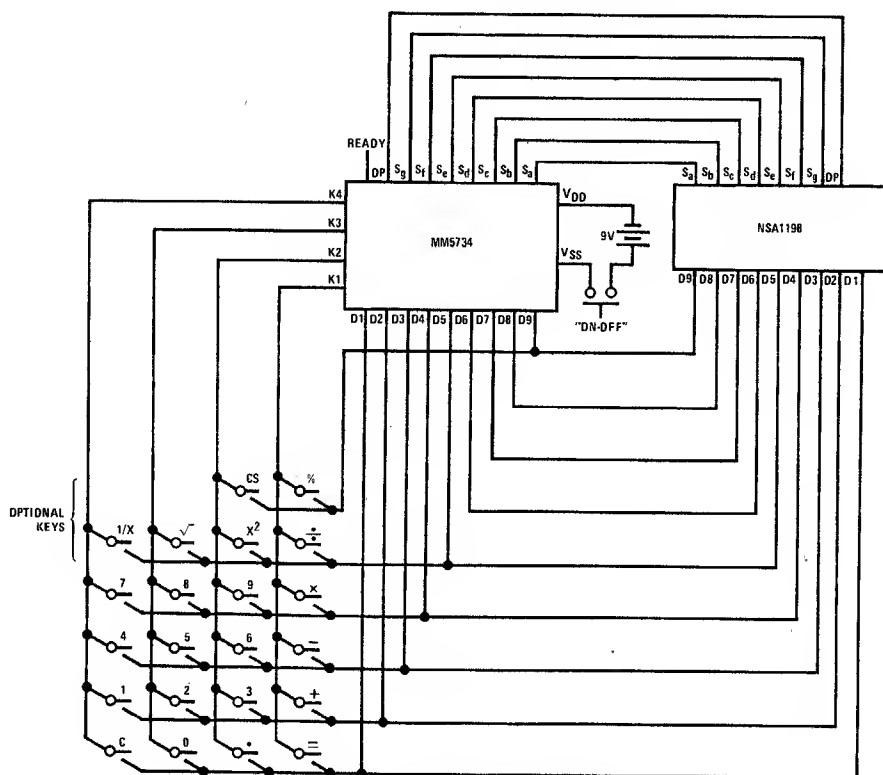 READY
DP Sg Sf Se Sd Sc Sb Sa
Sa Sb Sc Sd Se Sf Sg DP
K4
K3
K2
K1
MM5734
VDD
VSS
9V
"DN-DFF"
NSA1198
D1 D2 D3 D4 D5 D6 D7 D8 D9
D9 D8 D7 D6 D5 D4 D3 D2 D1
DPTIONAL
KEYS
CS %
1/X √ X² ÷
7 8 9 ×
4 5 6 =
1 2 3 +
C 0 · =